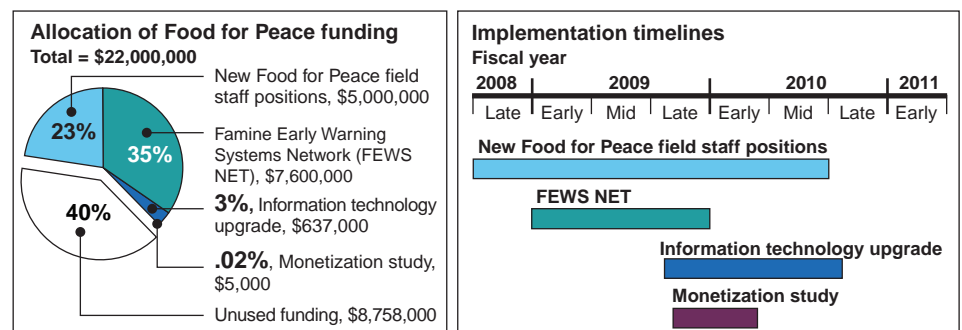 Allocation of Food for Peace funding
Total = $22,000,000
New Food for Peace field
staff positions, $5,000,000
Famine Early Warning
Systems Network (FEWS
NET), $7,600,000
3%, Information technology
upgrade, $637,000
.02%, Monetization study,
$5,000
Unused funding, $8,758,000
23%
35%
40%
Implementation timelines
Fiscal year
2008 2009 2010 2011
Late Early Mid Late Early Mid Late Early
New Food for Peace field staff positions
FEWS NET
Information technology upgrade
Monetization study